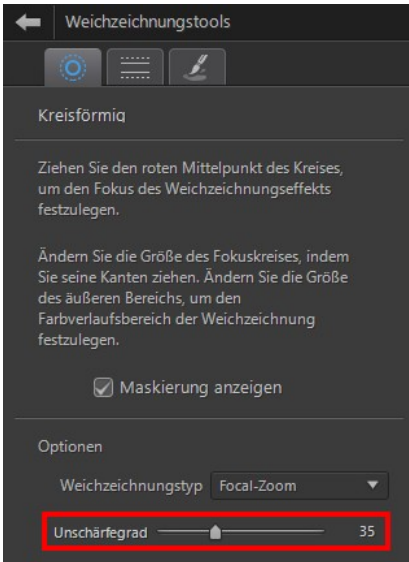 Weichzeichnungstools
Kreisförmig
Ziehen Sie den roten Mittelpunkt des Kreises,
um den Fokus des Weichzeichnungseffekts
festzulegen.
Ändern Sie die Größe des Fokuskreises, indem
Sie seine Kanten ziehen. Ändern Sie die Größe
des äußeren Bereichs, um den
Farbverlaufsbereich der Weichzeichnung
festzulegen.
Maskierung anzeigen
Optionen
Weichzeichnungstyp Focal-Zoom
Unschärfegrad 35